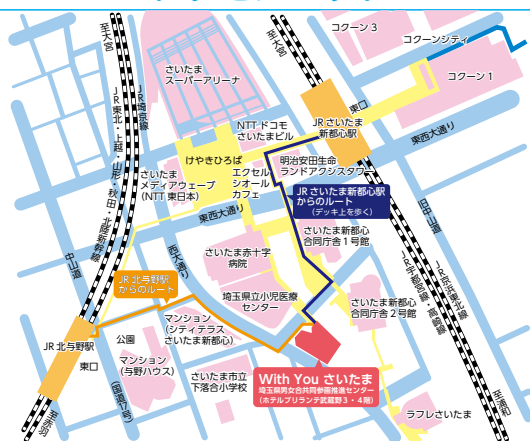 コクーン 3
コクーンシティ
コクーン 1
至大宮
至大宮
JR埼京線
JR東北・上越・山形・秋田・北陸新幹線
さいたま
スーパーアリーナ
NTT ドコモ
さいたまビル
JR さいたま
新都心駅
東口
東西大通り
けやきひろば
エクセル
シオール
カフェ
明治安田生命
ランドアクシスタワー
さいたま
メディアウェーブ
(NTT 東日本)
東西大通り
JR さいたま新都心駅
からのルート
(デッキ上を歩く)
旧中山道
中山道
西大通り
さいたま赤十字
病院
さいたま新都心
合同庁舎1号館
JR宇都宮線・高崎線
JR京浜東北線
JR 北与野駅
からのルート
埼玉県立小児医療
センター
さいたま新都心
合同庁舎2号館
マンション
(シティテラス
さいたま新都心)
JR 北与野駅
東口
公園
マンション
(与野ハウス)
(国道17号)
さいたま市立
下落合小学校
With You さいたま
埼玉県男女共同参画推進センター
(ホテルブリランテ武蔵野3・4階)
ラフレさいたま
至赤羽
至浦和